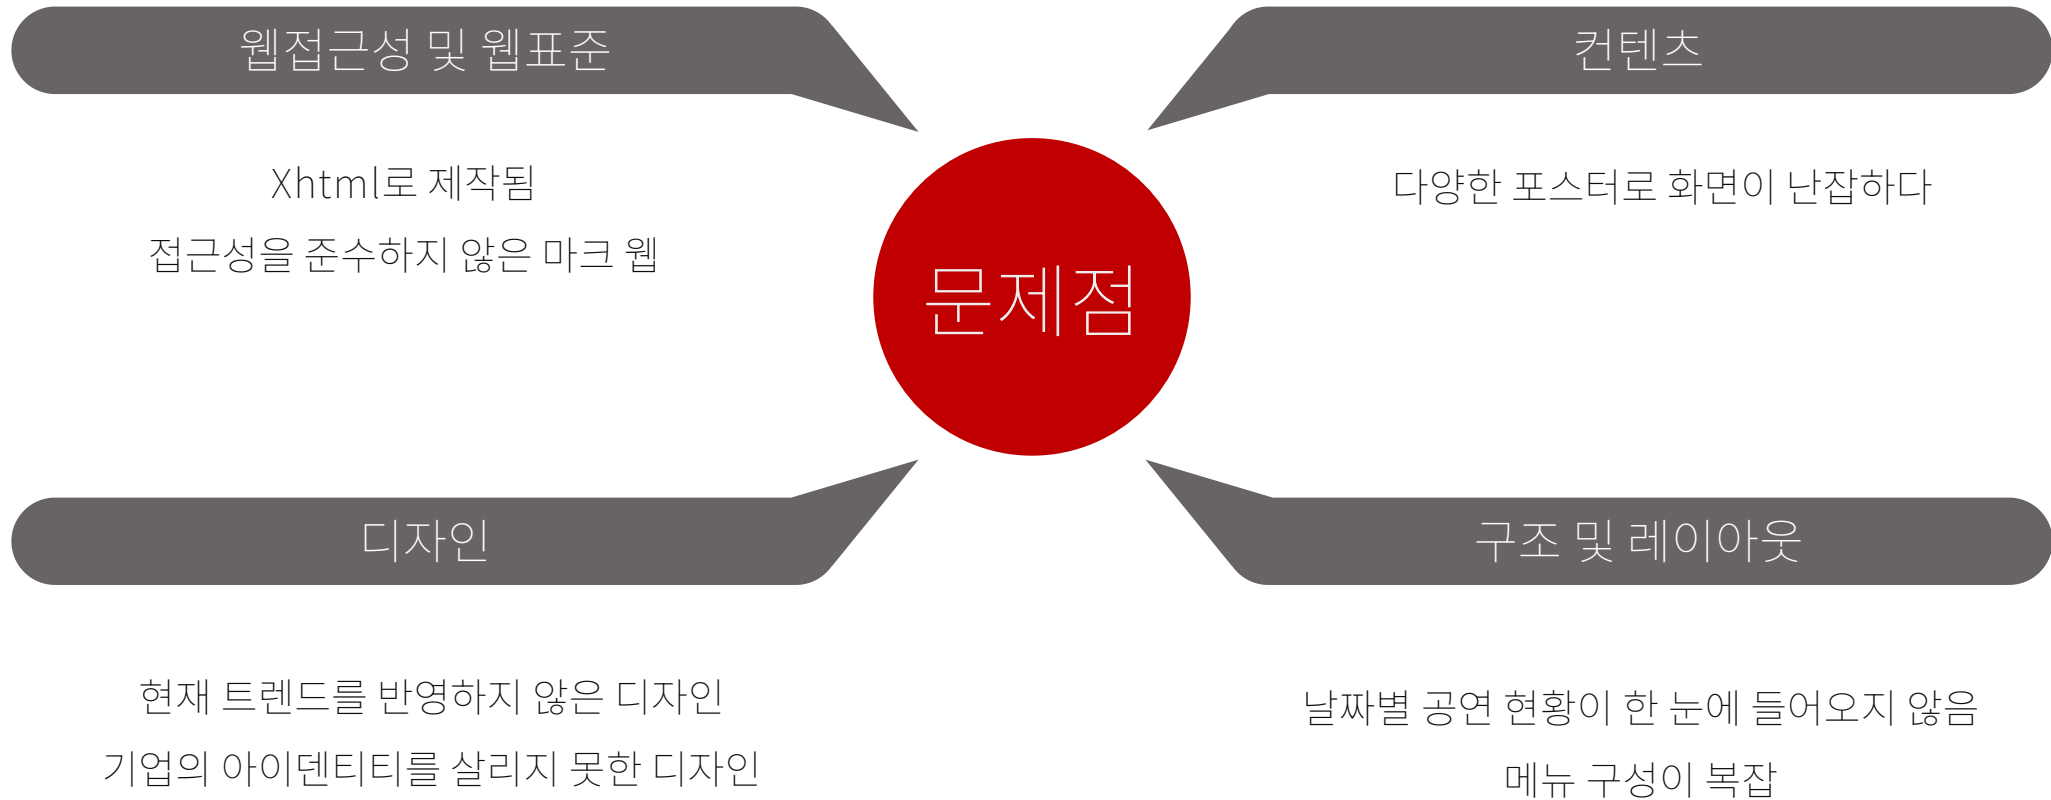 웹접근성 및 웹표준
Xhtml로 제작됨
접근성을 준수하지 않은 마크 웹
컨텐츠
다양한 포스터로 화면이 난잡하다
문제점
디자인
현재 트렌드를 반영하지 않은 디자인
기업의 아이덴티티를 살리지 못한 디자인
구조 및 레이아웃
날짜별 공연 현황이 한 눈에 들어오지 않음
메뉴 구성이 복잡